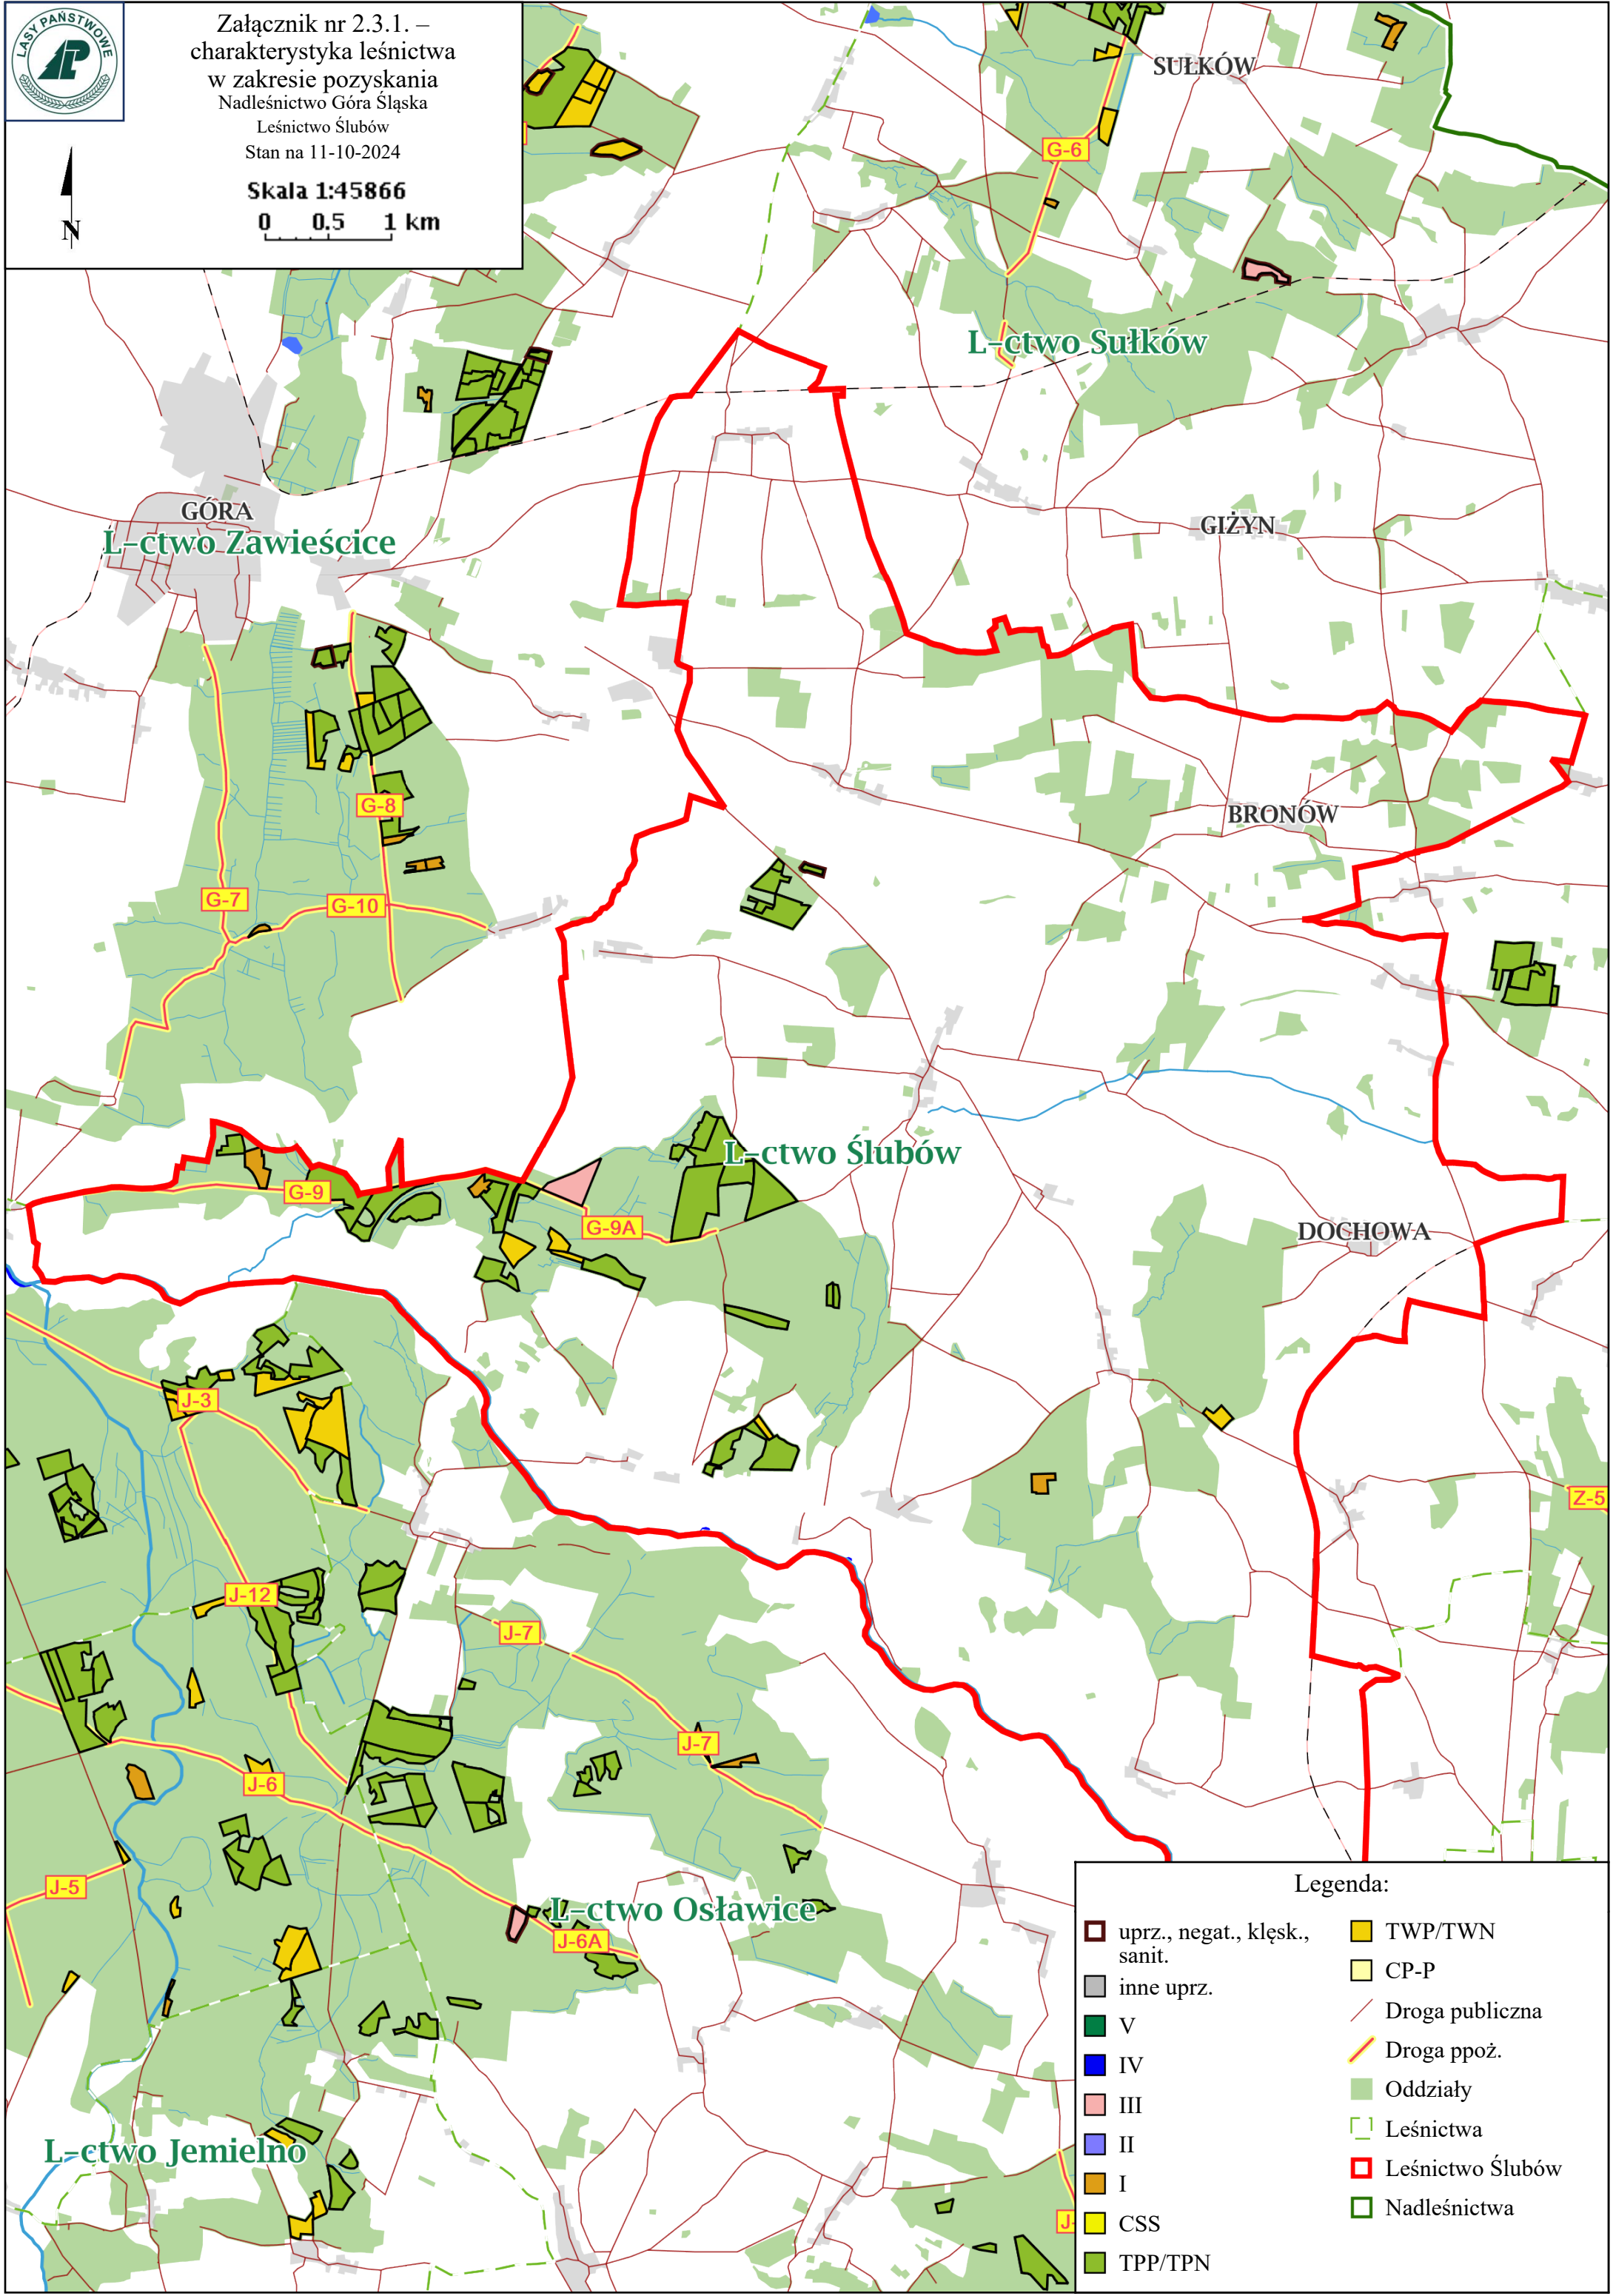 LASY PAŃSTWOWE
Załącznik nr 2.3.1. –
charakterystyka leśnictwa
w zakresie pozyskania
Nadleśnictwo Góra Śląska
Leśnictwo Ślubów
Stan na 11-10-2024
Skala 1:45866
0 0.5 1 km
N
SUŁKÓW
G-6
L-ctwo Sułków
GÓRA
L-ctwo Zawieścice
GIŻYN
G-8
BRONÓW
G-7
G-10
L-ctwo Ślubów
G-9
G-9A
DOCHOWA
J-3
Z-5
J-12
J-7
J-7
J-6
J-5
L-ctwo Osławice
J-6A
L-ctwo Jemielno
J-
Legenda:
uprz., negat., klęsk.,
sanit.
inne uprz.
V
IV
III
II
I
CSS
TPP/TPN
TWP/TWN
CP-P
Droga publiczna
Droga ppoż.
Oddziały
Leśnictwa
Leśnictwo Ślubów
Nadleśnictwa